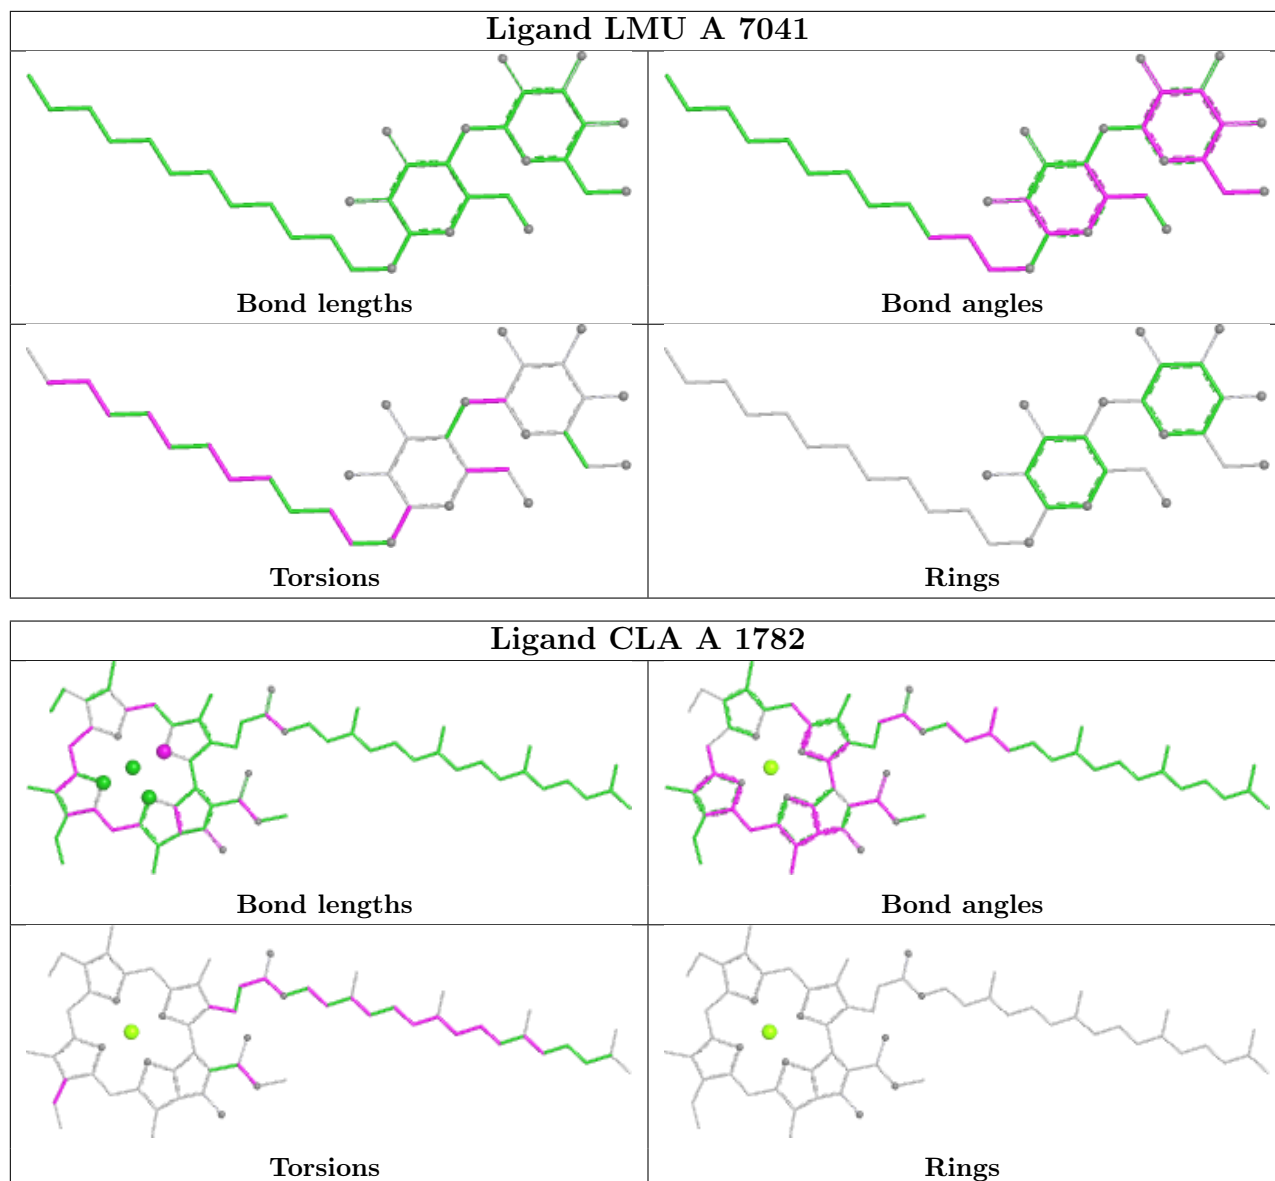 Ligand LMU A 7041
Bond lengths
Bond angles
Torsions
Rings
Ligand CLA A 1782
Bond lengths
Bond angles
Torsions
Rings